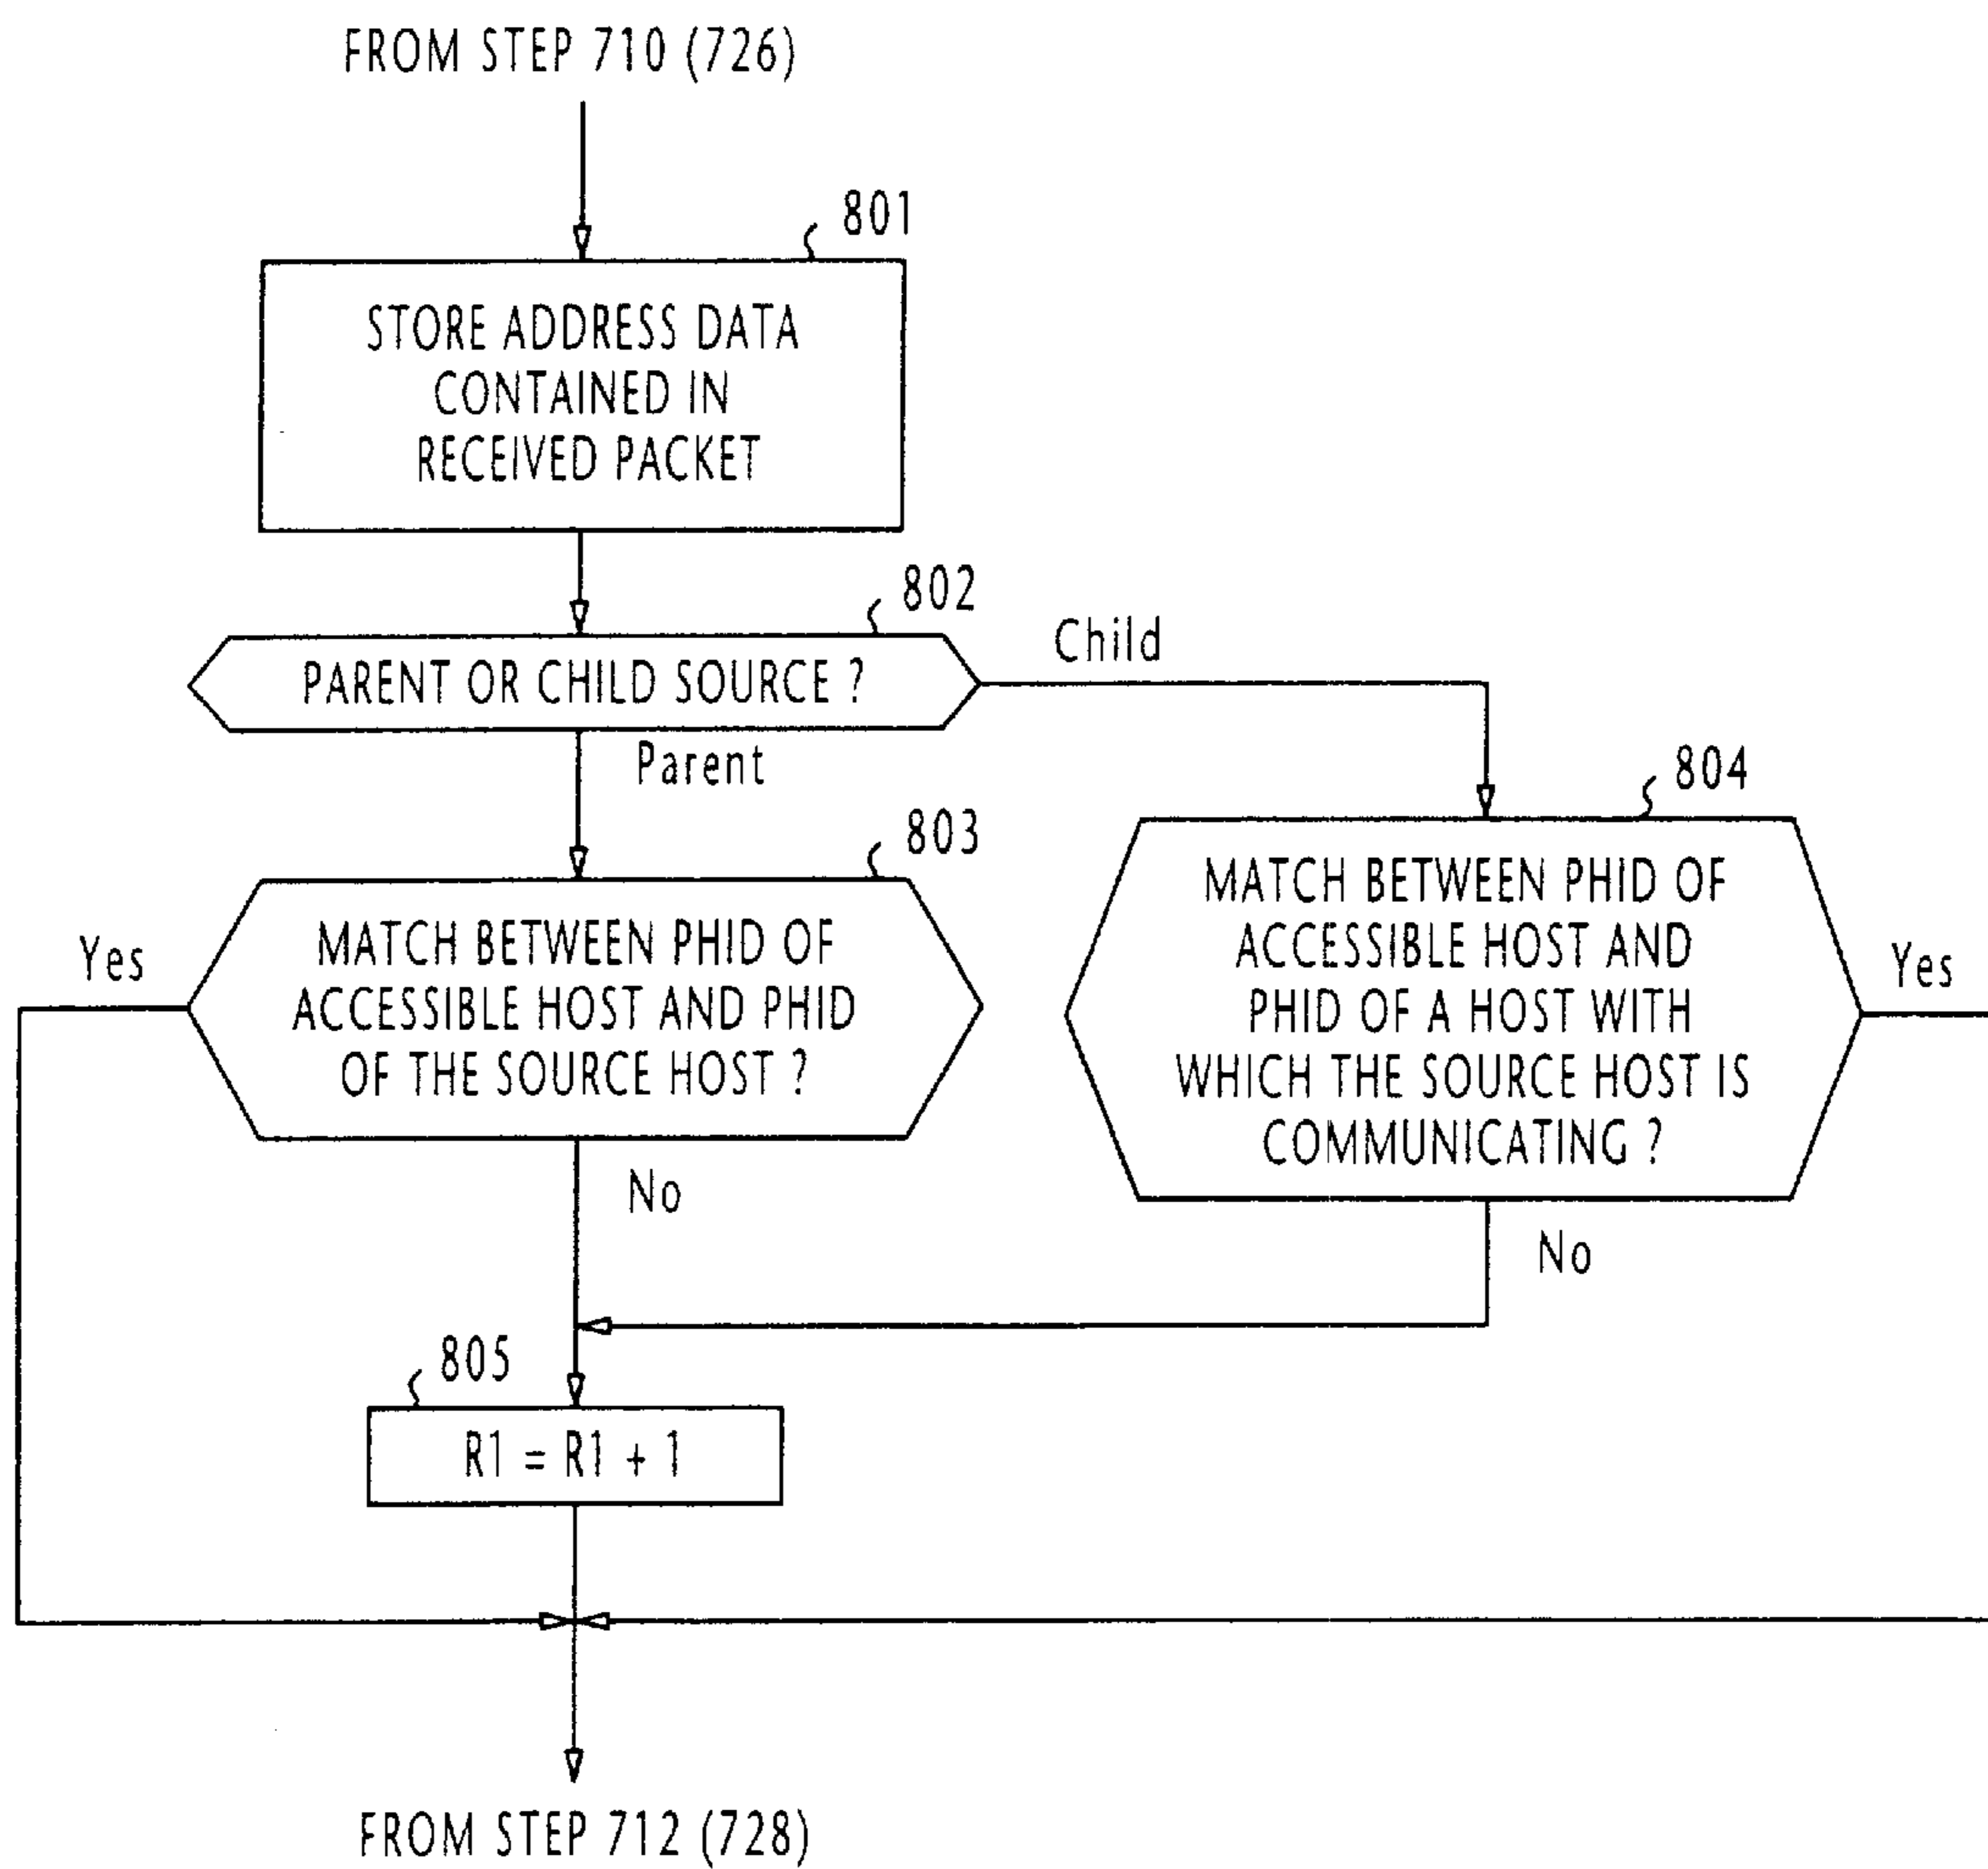 FROM STEP 710 (726)
801
STORE ADDRESS DATA
CONTAINED IN
RECEIVED PACKET
802
PARENT OR CHILD SOURCE ?
Child
Parent
803
MATCH BETWEEN PHID OF
ACCESSIBLE HOST AND PHID
OF THE SOURCE HOST ?
Yes
No
804
MATCH BETWEEN PHID OF
ACCESSIBLE HOST AND
PHID OF A HOST WITH
WHICH THE SOURCE HOST IS
COMMUNICATING ?
Yes
No
805
R1 = R1 + 1
FROM STEP 712 (728)